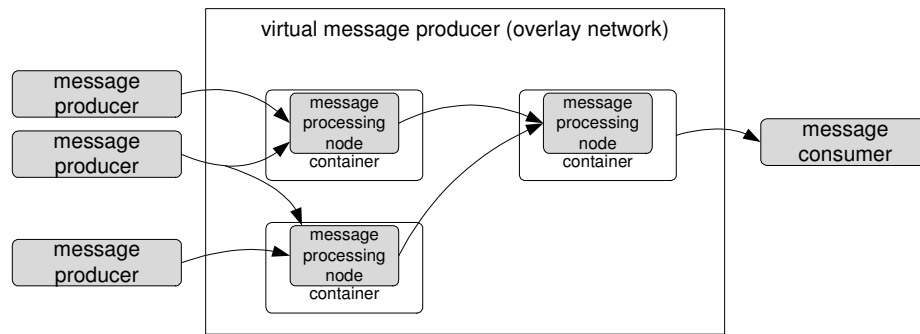 virtual message producer (overlay network)
message
producer
message
producer
message
producer
message
processing
node
container
message
processing
node
container
message
processing
node
container
message
consumer